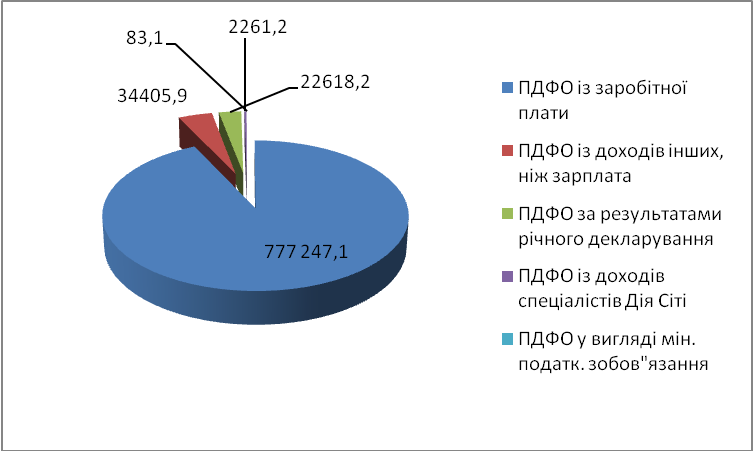 2261,2
83,1
22618,2
34405,9
777 247,1
ПДФО із заробітної
плати
ПДФО із доходів інших,
ніж зарплата
ПДФО за результатами
річного декларування
ПДФО із доходів
спеціалістів Дія Сіті
ПДФО у вигляді мін.
податк. зобов"язання